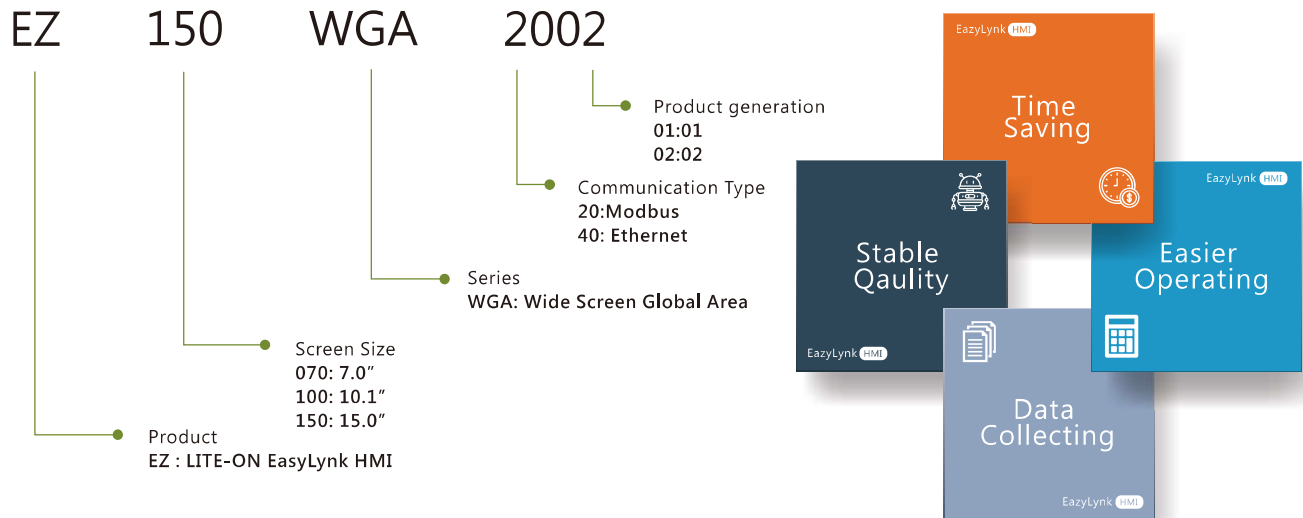 EZ 150 WGA 2002
Product generation
01:01
02:02
Communication Type
20:Modbus
40: Ethernet
Series
WGA: Wide Screen Global Area
Screen Size
070: 7.0”
100: 10.1”
150: 15.0”
Product
EZ : LITE-ON EasyLynk HMI
EazyLynk HMI
Time
Saving
Stable
Qaulity
EazyLynk HMI
EazyLynk HMI
Easier
Operating
Data
Collecting
EazyLynk HMI